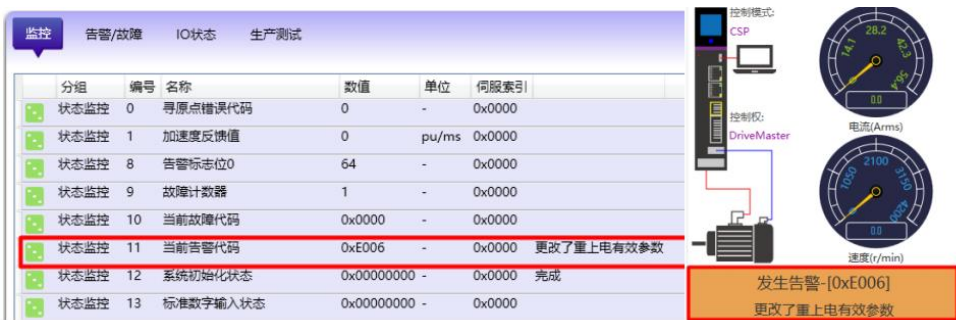 监控 告警/故障 IO状态 生产测试
分组 编号 名称 数值 单位 伺服索引
状态监控 0 寻原点错误代码 0 - 0x0000
状态监控 1 加速度反馈值 0 pu/ms 0x0000
状态监控 8 告警标志位0 64 - 0x0000
状态监控 9 故障计数器 1 - 0x0000
状态监控 10 当前故障代码 0x0000 - 0x0000
状态监控 11 当前告警代码 0xE006 - 0x0000 更改了重上电有效参数
状态监控 12 系统初始化状态 0x00000000 - 0x0000 完成
状态监控 13 标准数字输入状态 0x00000000 - 0x0000
控制模式:
CSP
控制权:
DriveMaster
14.1 28.2 42.3 56.4
0.0
电流(Arms)
1050 2100 3150 4200
0.0
速度(r/min)
发生告警-[0xE006]
更改了重上电有效参数